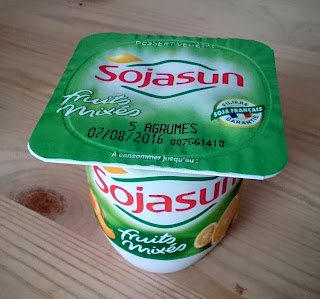 DESSERT VÉGÉTAL
Sojasun
fruits
mixés
FILIÈRE
SOJA FRANÇAIS
GARANTIE
5 AGRUMES
07/08/2016 007561410
À consommer jusqu'au :
Sojasun
fruits
mixés